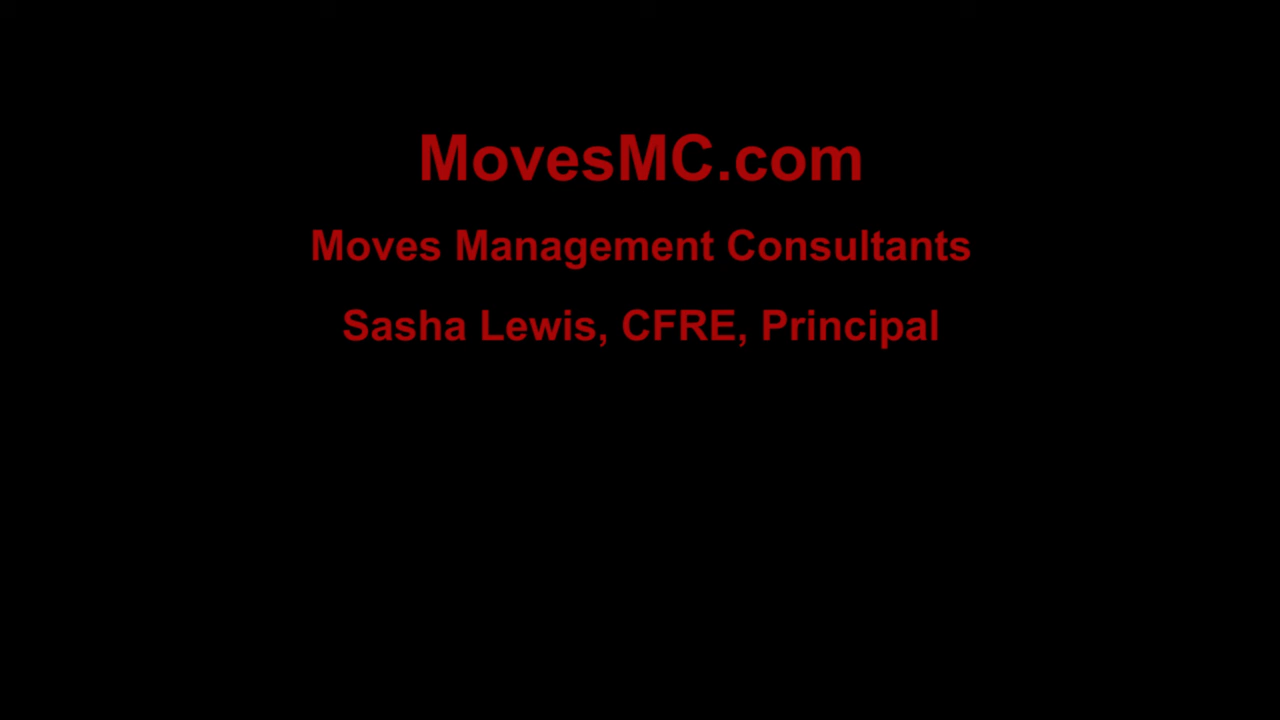 MovesMC.com
Moves Management Consultants
Sasha Lewis, CFRE, Principal